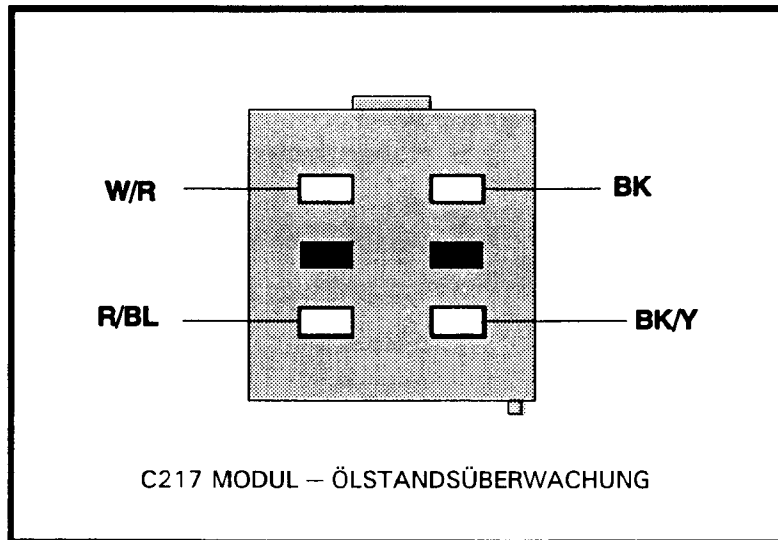 W/R BK
R/BL BK/Y
C217 MODUL – ÖLSTANDSÜBERWACHUNG